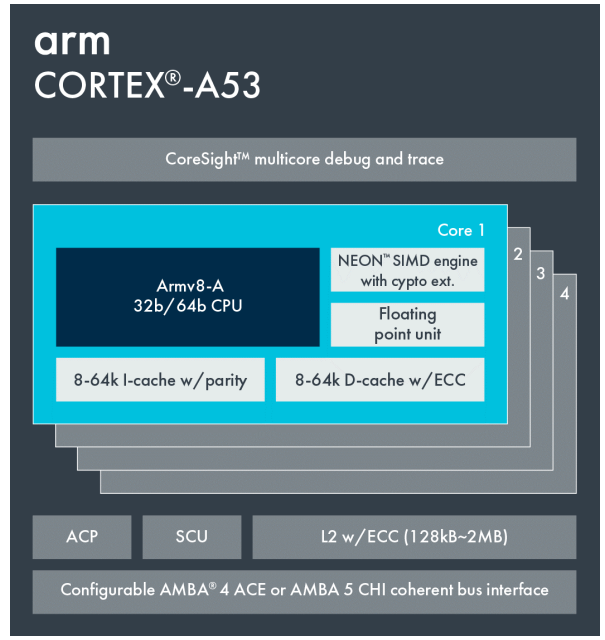 arm
CORTEX®-A53
CoreSight™ multicore debug and trace
Core 1
2
3
4
Armv8-A
32b/64b CPU
NEON™ SIMD engine
with cypto ext.
Floating
point unit
8-64k I-cache w/parity
8-64k D-cache w/ECC
ACP
SCU
L2 w/ECC (128kB~2MB)
Configurable AMBA® 4 ACE or AMBA 5 CHI coherent bus interface